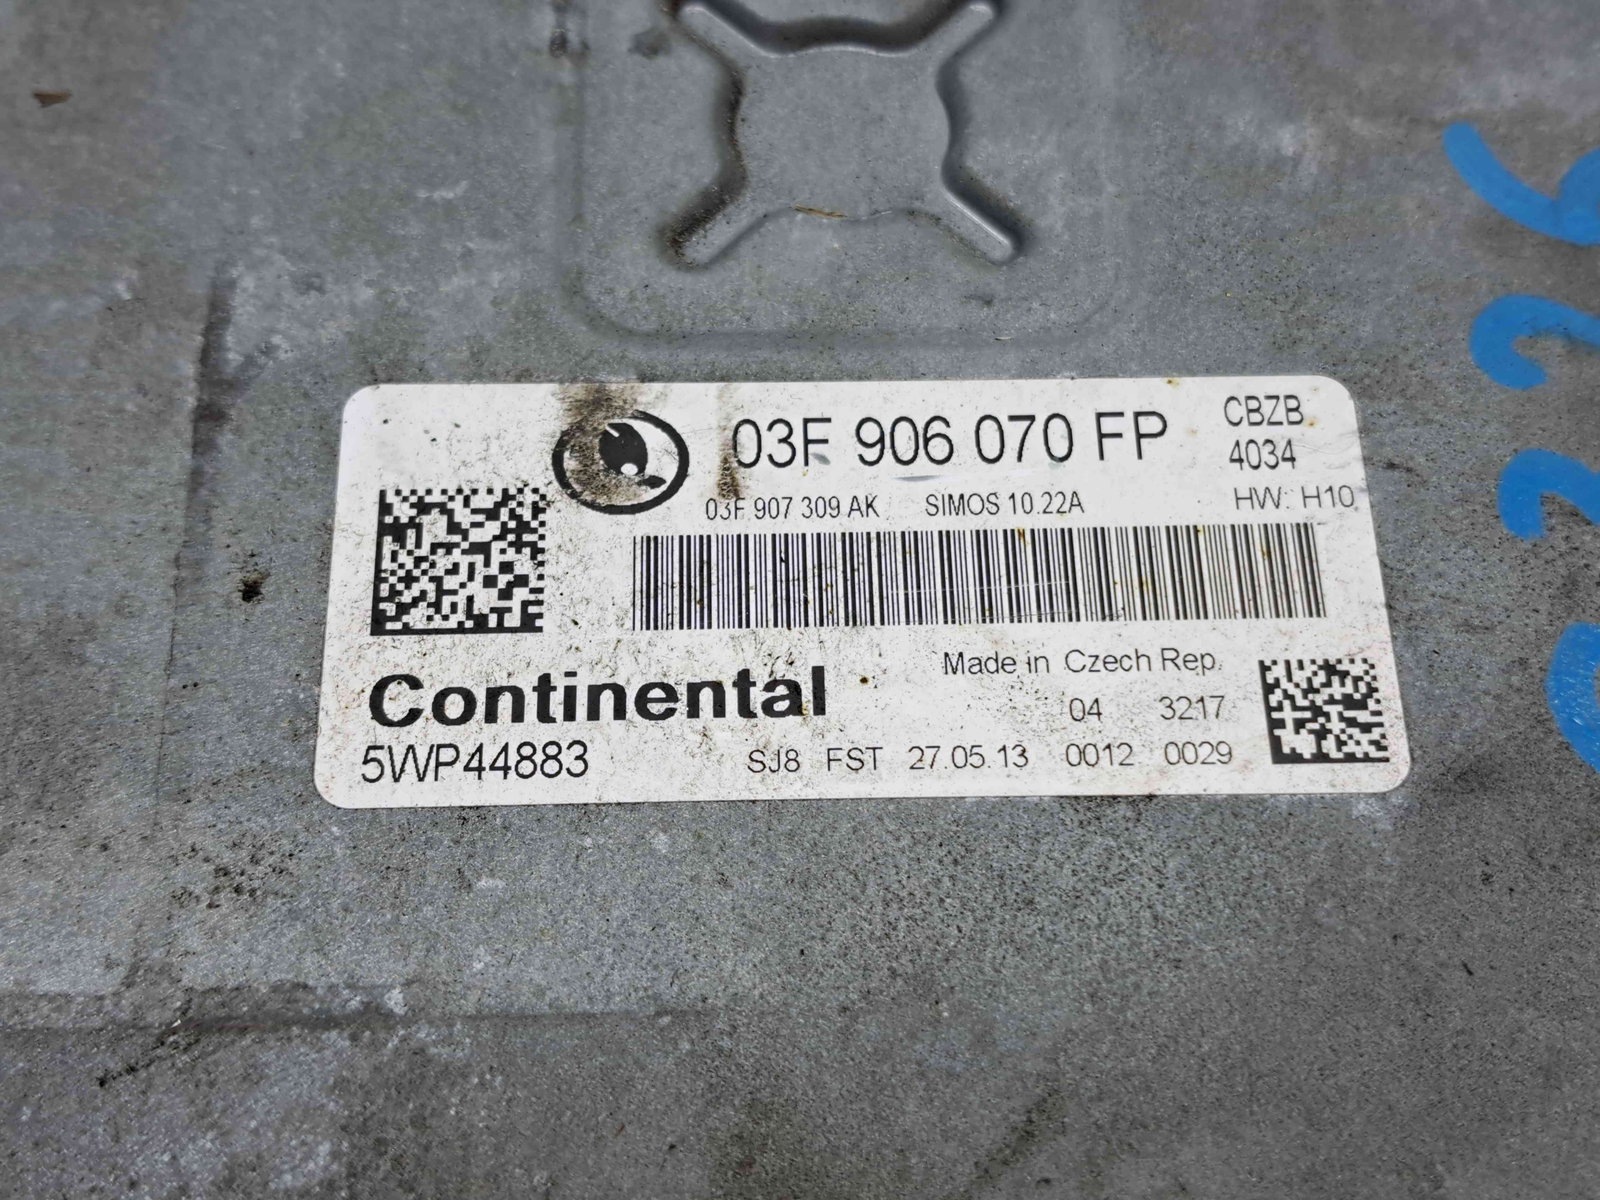 03F 906 070 FP
CBZB
4034
03F 907 309 AK SIMOS 10.22A HW: H10
Continental
Made in Czech Rep.
04 3217
5WP44883
SJ8 FST 27.05.13 0012 0029